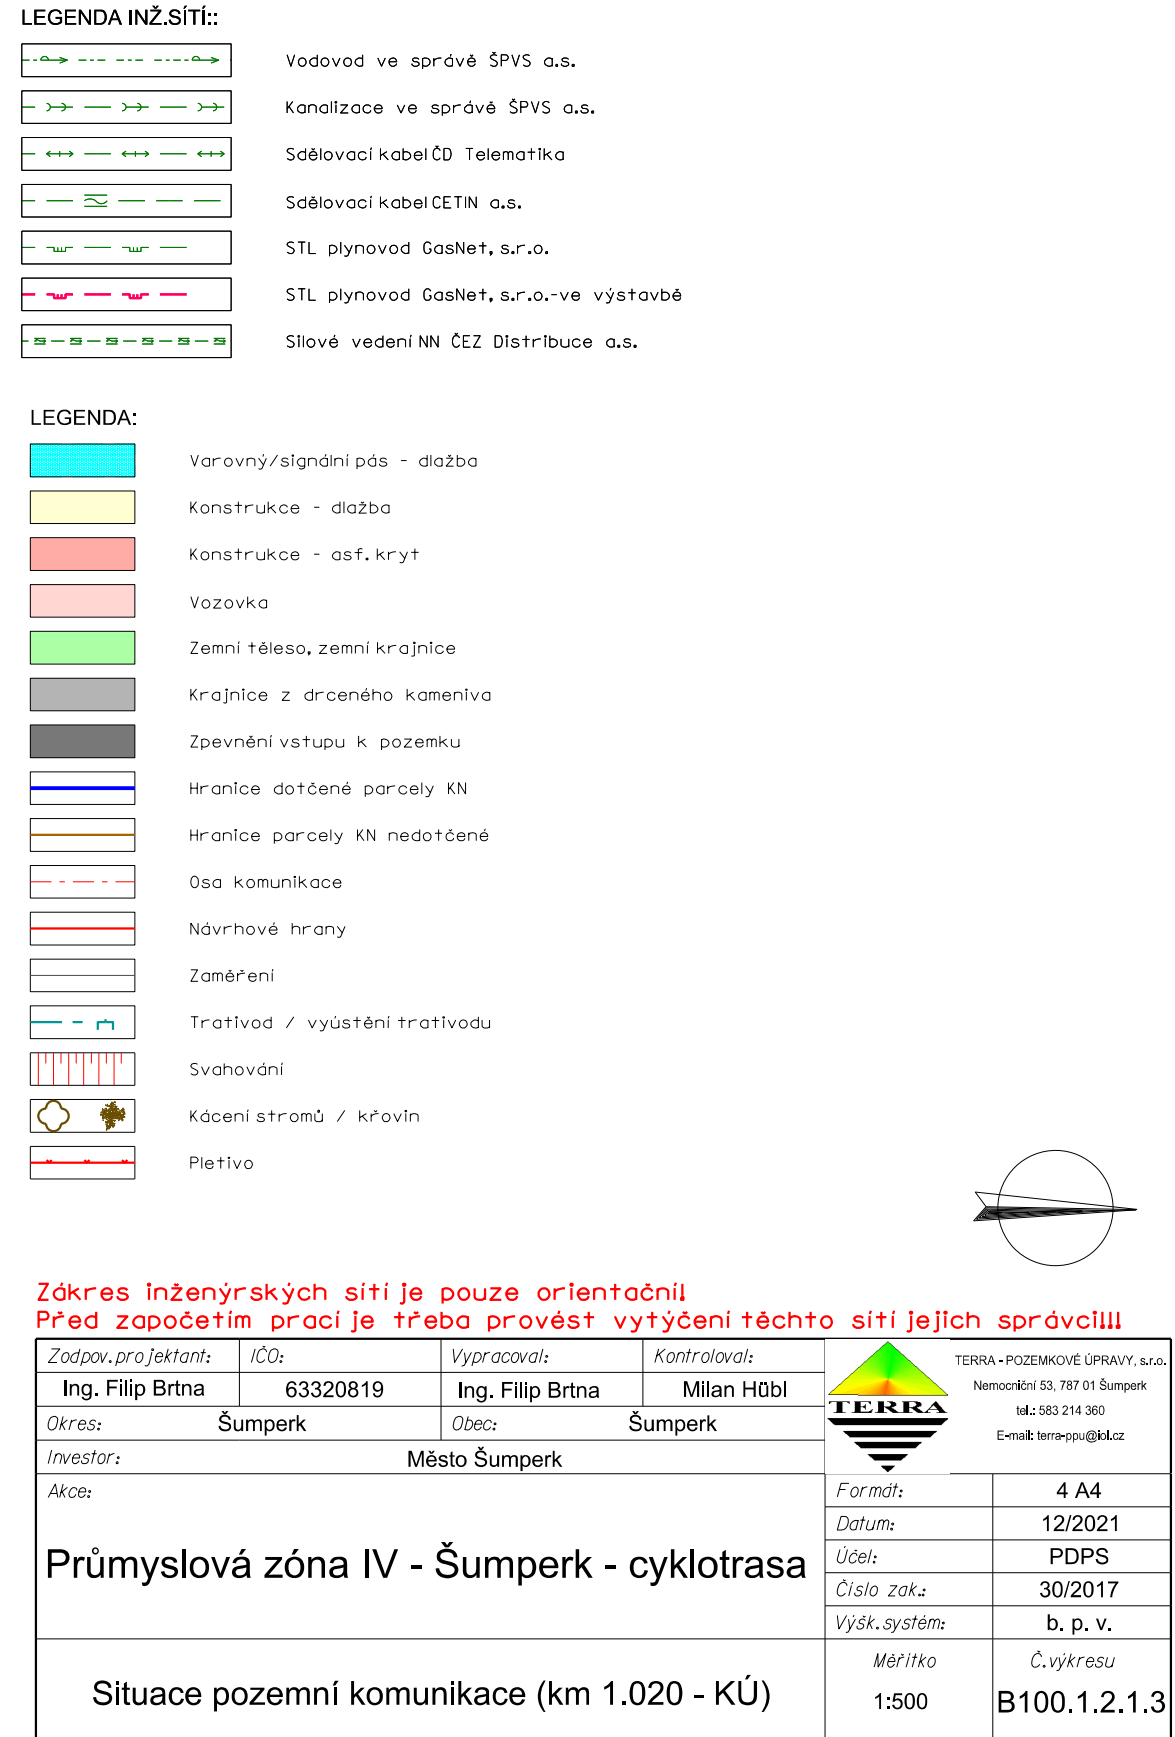 LEGENDA INŽ.SÍTÍ::
Vodovod ve správě ŠPVS a.s.
Kanalizace ve správě ŠPVS a.s.
Sdělovací kabel ČD Telematika
Sdělovací kabel CETIN a.s.
STL plynovod GasNet, s.r.o.
STL plynovod GasNet, s.r.o.-ve výstavbě
Silové vedení NN ČEZ Distribuce a.s.
LEGENDA:
Varovný/signální pás - dlažba
Konstrukce - dlažba
Konstrukce - asf. kryt
Vozovka
Zemní těleso, zemní krajnice
Krajnice z drceného kameniva
Zpevnění vstupu k pozemku
Hranice dotčené parcely KN
Hranice parcely KN nedotčené
Osa komunikace
Návrhové hrany
Zaměření
Trativod / vyústění trativodu
Svahování
Kácení stromů / křovin
Pletivo
Zákres inženýrských sítí je pouze orientační!
Před započetím prací je třeba provést vytýčení těchto sítí jejich správci!!!
Zodpov.projektant: IČO: Vypracoval: Kontroloval:
Ing. Filip Brtna 63320819 Ing. Filip Brtna Milan Hübl
Okres: Šumperk Obec: Šumperk
Investor: Město Šumperk
TERRA
TERRA - POZEMKOVÉ ÚPRAVY, s.r.o.
Nemocniční 53, 787 01 Šumperk
tel.: 583 214 360
E-mail: terra-ppu@iol.cz
Akce:
Průmyslová zóna IV - Šumperk - cyklotrasa
Formát: 4 A4
Datum: 12/2021
Účel: PDPS
Číslo zak.: 30/2017
Výšk.systém: b. p. v.
Situace pozemní komunikace (km 1.020 - KÚ)
Měřítko Č.výkresu
1:500 B100.1.2.1.3